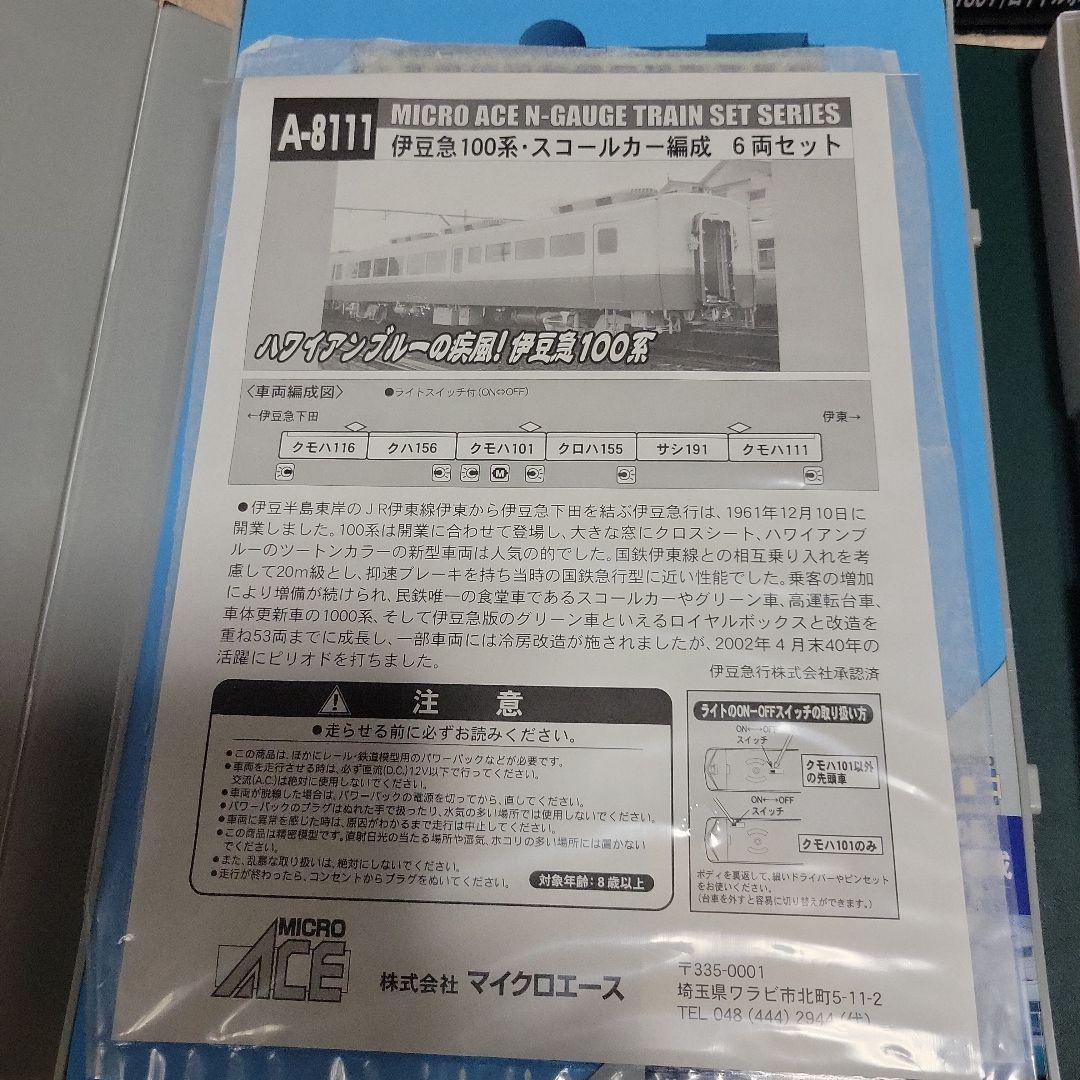 A-8111
MICRO ACE N-GAUGE TRAIN SET SERIES
伊豆急100系・スコールカー編成 6両セット
ハワイアンブルーの疾風!伊豆急100系
〈車両編成図〉 ●ライトスイッチ付(ON⇔OFF)
←伊豆急下田 伊東→
クモハ116 クハ156 クモハ101 クロハ155 サシ191 クモハ111
M
●伊豆半島東岸のJR伊東線伊東から伊豆急下田を結ぶ伊豆急行は、1961年12月10日に
開業しました。100系は開業に合わせて登場し、大きな窓にクロスシート、ハワイアンブ
ルーのツートンカラーの新型車両は人気の的でした。国鉄伊東線との相互乗り入れを考
慮して20m級とし、抑速ブレーキを持ち当時の国鉄急行型に近い性能でした。乗客の増加
により増備が続けられ、民鉄唯一の食堂車であるスコールカーやグリーン車、高運転台車、
車体更新車の1000系、そして伊豆急版のグリーン車といえるロイヤルボックスと改造を
重ね53両までに成長し、一部車両には冷房改造が施されましたが、2002年4月末40年の
活躍にピリオドを打ちました。
伊豆急行株式会社承認済
注意
●走らせる前に必ずお読みください。
●この商品は、ほかにレール・鉄道模型用のパワーパックなどが必要です。
●車両を走行させる時は、必ず直流(D.C.)12V以下で行ってください。
交流(A.C.)は絶対に使用しないでください。
●車両が脱線した場合は、パワーパックの電源を切ってから、直してください。
●パワーパックのプラグはぬれた手で扱ったり、水気の多い場所では使用しないでください。
●車両に異常を感じた時は、原因がわかるまで走行は中止してください。
●この商品は精密模型です。直射日光の当たる場所や湿気、ホコリの多い場所には置かない
でください。
●また、乱暴な取り扱いは、絶対にしないでください。
●走行が終わったら、コンセントからプラグをぬいてください。
対象年齢:8歳以上
ライトのON-OFFスイッチの取り扱い方
ON←→OFF
スイッチ
クモハ101以外
の先頭車
ON←→OFF
スイッチ
クモハ101のみ
ボディを裏返して、細いドライバーやピンセット
をお使いください。
(台車を外すと容易に切り替えができます。)
MICRO
ACE
株式会社 マイクロエース
〒335-0001
埼玉県ワラビ市北町5-11-2
TEL 048 (444) 2944 (代)